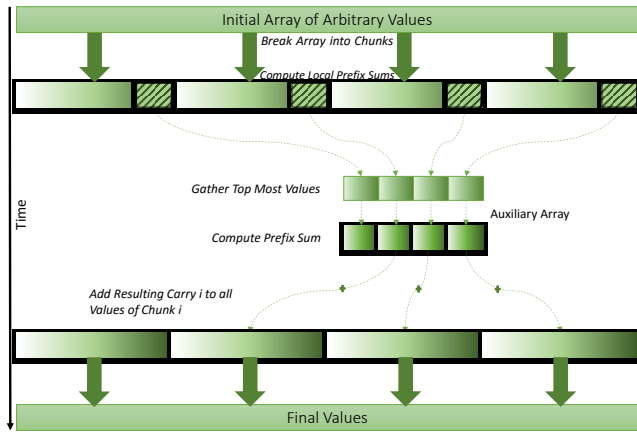 Initial Array of Arbitrary Values
Break Array into Chunks
Compute Local Prefix Sums
Gather Top Most Values
Auxiliary Array
Compute Prefix Sum
Time
Add Resulting Carry i to all
Values of Chunk i
Final Values